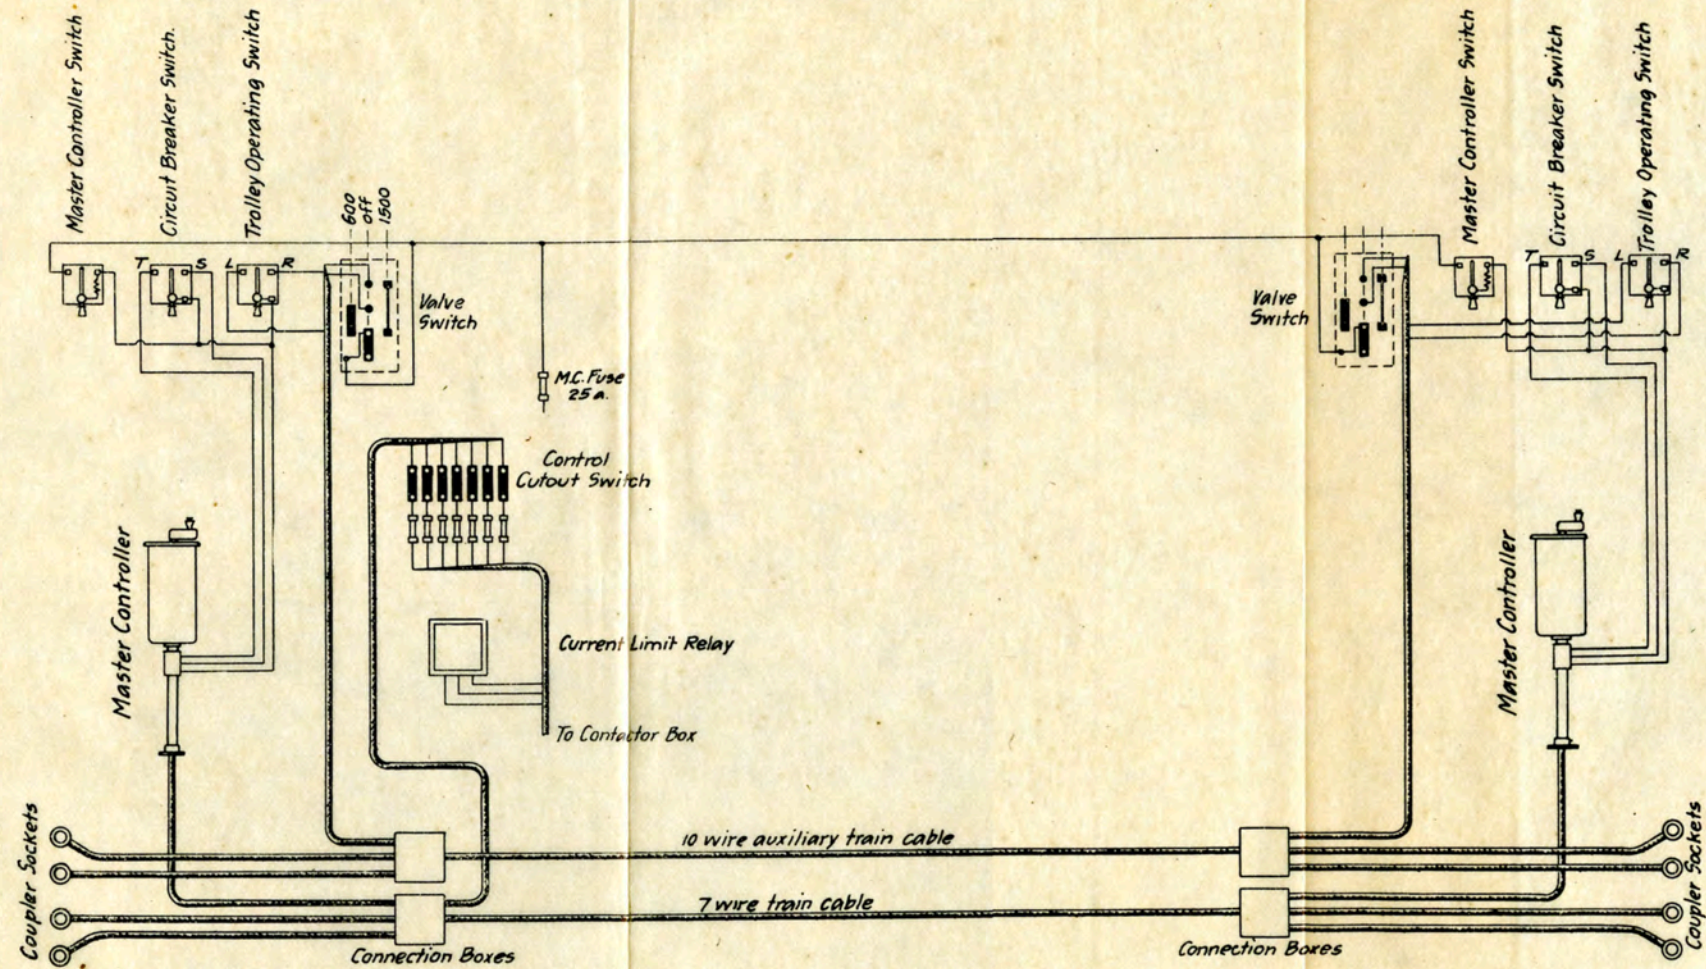 Master Controller Switch
Circuit Breaker Switch.
Trolley Operating Switch
Master Controller Switch
Circuit Breaker Switch
Trolley Operating Switch
600
off
1500
T S L R
T S L R
Valve
Switch
Valve
Switch
M.C. Fuse
25 a.
Control
Cutout Switch
Master Controller
Master Controller
Current Limit Relay
To Contactor Box
Coupler Sockets
Coupler Sockets
10 wire auxiliary train cable
7 wire train cable
Connection Boxes
Connection Boxes